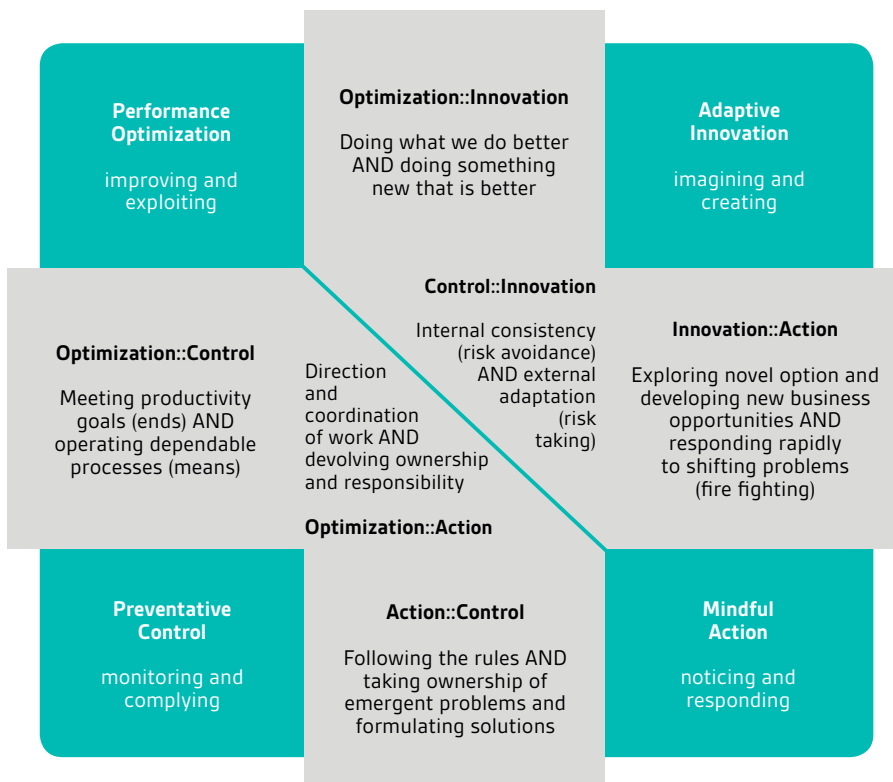 Performance
Optimization
improving and
exploiting
Optimization::Innovation
Doing what we do better
AND doing something
new that is better
Adaptive
Innovation
imagining and
creating
Optimization::Control
Meeting productivity
goals (ends) AND
operating dependable
processes (means)
Control::Innovation
Internal consistency
(risk avoidance)
AND external
adaptation
(risk
taking)
Direction
and
coordination
of work AND
devolving ownership
and responsibility
Optimization::Action
Innovation::Action
Exploring novel option and
developing new business
opportunities AND
responding rapidly
to shifting problems
(fire fighting)
Preventative
Control
monitoring and
complying
Action::Control
Following the rules AND
taking ownership of
emergent problems and
formulating solutions
Mindful
Action
noticing and
responding